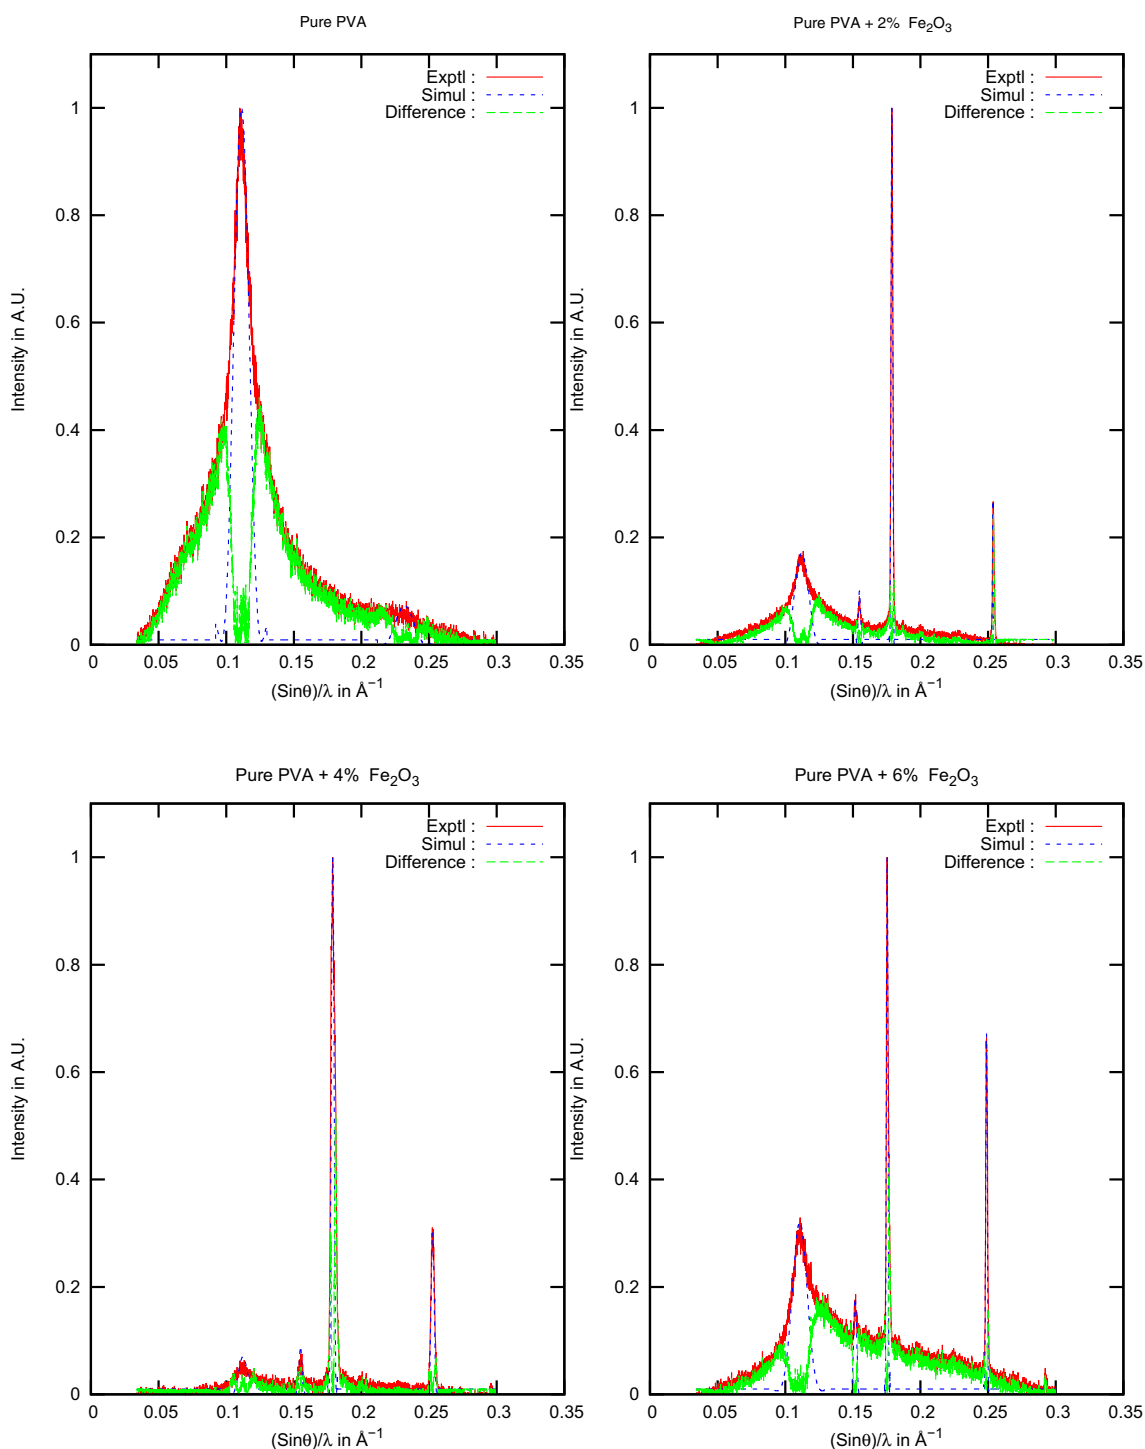 Pure PVA
Exptl :
Simul :
Difference :
1
0.8
0.6
0.4
0.2
0
0 0.05 0.1 0.15 0.2 0.25 0.3 0.35
Intensity in A.U.
(Sinθ)/λ in Å⁻¹
Pure PVA + 2% Fe₂O₃
Exptl :
Simul :
Difference :
1
0.8
0.6
0.4
0.2
0
0 0.05 0.1 0.15 0.2 0.25 0.3 0.35
Intensity in A.U.
(Sinθ)/λ in Å⁻¹
Pure PVA + 4% Fe₂O₃
Exptl :
Simul :
Difference :
1
0.8
0.6
0.4
0.2
0
0 0.05 0.1 0.15 0.2 0.25 0.3 0.35
Intensity in A.U.
(Sinθ)/λ in Å⁻¹
Pure PVA + 6% Fe₂O₃
Exptl :
Simul :
Difference :
1
0.8
0.6
0.4
0.2
0
0 0.05 0.1 0.15 0.2 0.25 0.3 0.35
Intensity in A.U.
(Sinθ)/λ in Å⁻¹